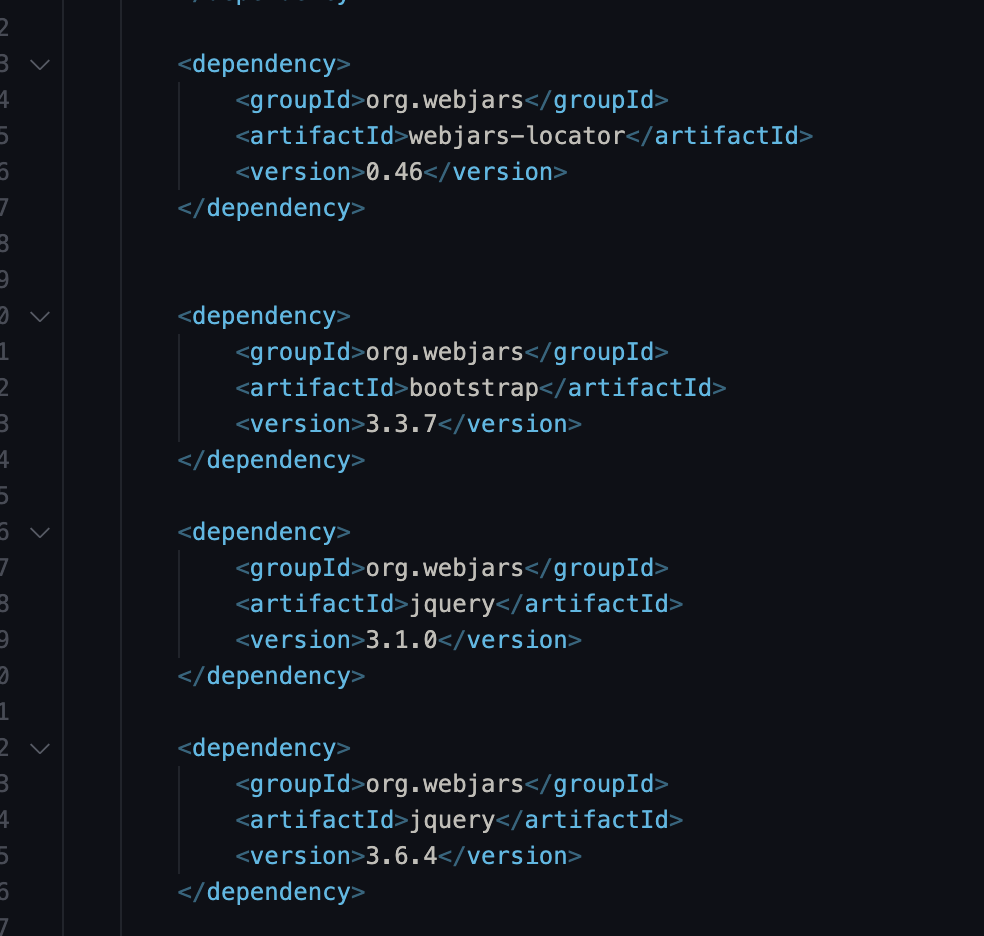 2
3 <dependency>
4 <groupId>org.webjars</groupId>
5 <artifactId>webjars-locator</artifactId>
6 <version>0.46</version>
7 </dependency>
8
9
0 <dependency>
1 <groupId>org.webjars</groupId>
2 <artifactId>bootstrap</artifactId>
3 <version>3.3.7</version>
4 </dependency>
5
6 <dependency>
7 <groupId>org.webjars</groupId>
8 <artifactId>jquery</artifactId>
9 <version>3.1.0</version>
0 </dependency>
1
2 <dependency>
3 <groupId>org.webjars</groupId>
4 <artifactId>jquery</artifactId>
5 <version>3.6.4</version>
6 </dependency>
7